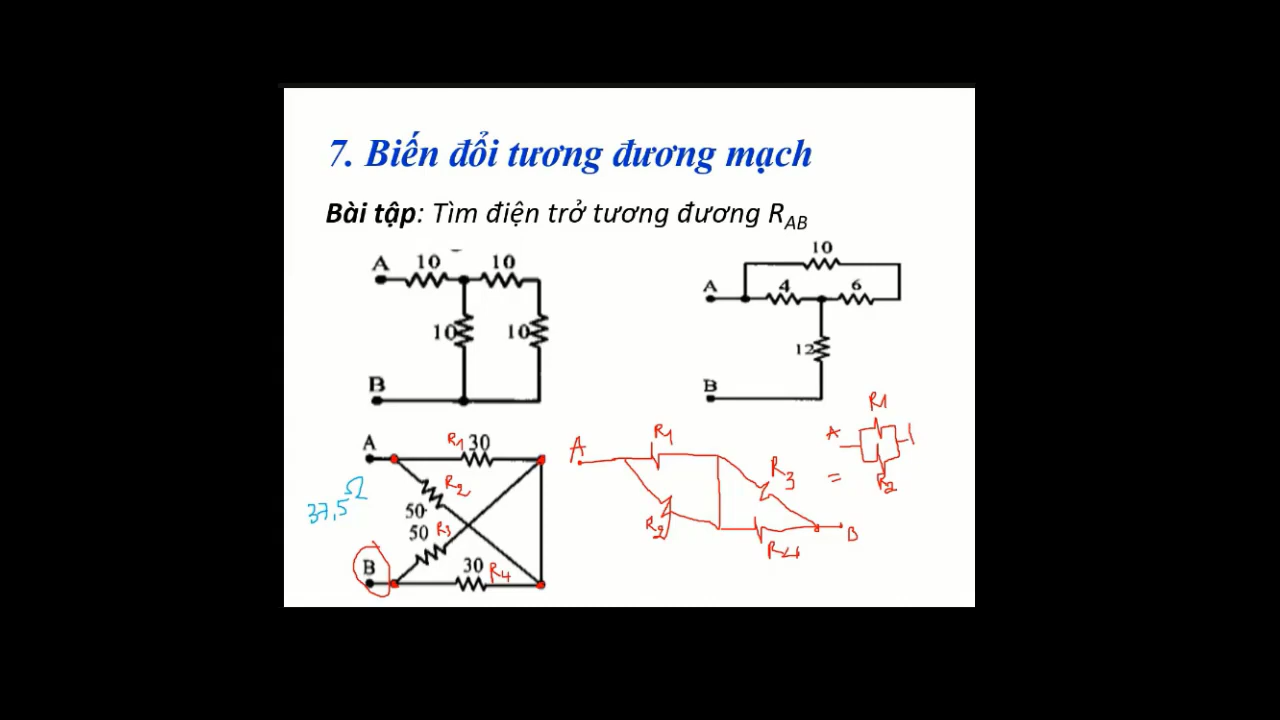 7. Biến đổi tương đương mạch
Bài tập: Tìm điện trở tương đương R_AB
A 10 10
10 10
B
10
A 4 6
12
B
A R1 30
R2
50
50 R3
37,5 Ω
B 30 R4
A R1
R3
R2
R4 B
=
R1
A
R2